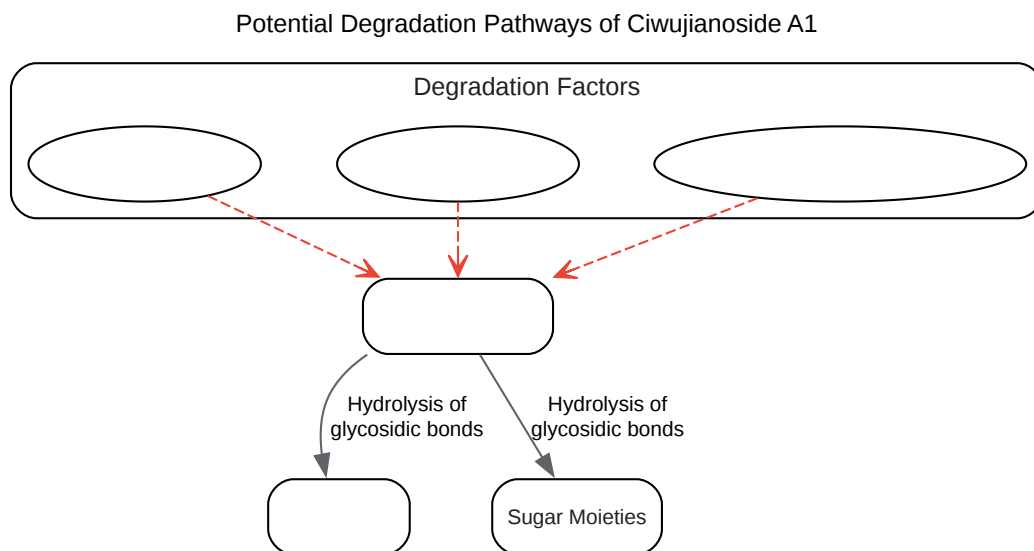 Potential Degradation Pathways of Ciwujianoside A1
Degradation Factors
Hydrolysis of
glycosidic bonds
Hydrolysis of
glycosidic bonds
Sugar Moieties